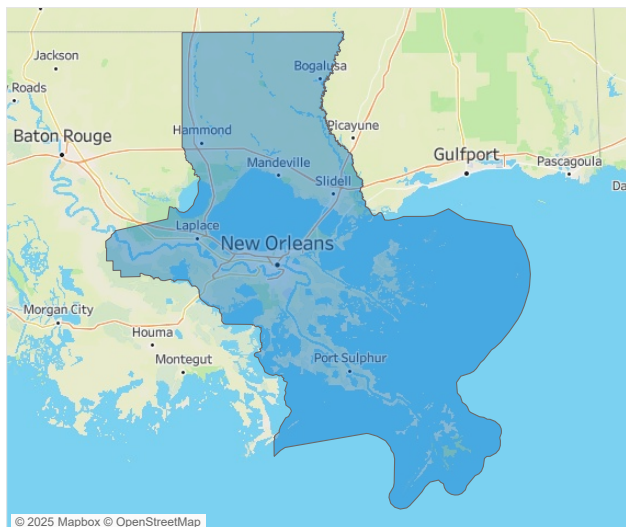 Jackson
Bogalusa
Roads
Picayune
Baton Rouge
Hammond
Gulfport
Mandeville
Pascagoula
Slidell
Da
Laplace
New Orleans
Morgan City
Houma
Port Sulphur
Montegut
© 2025 Mapbox © OpenStreetMap